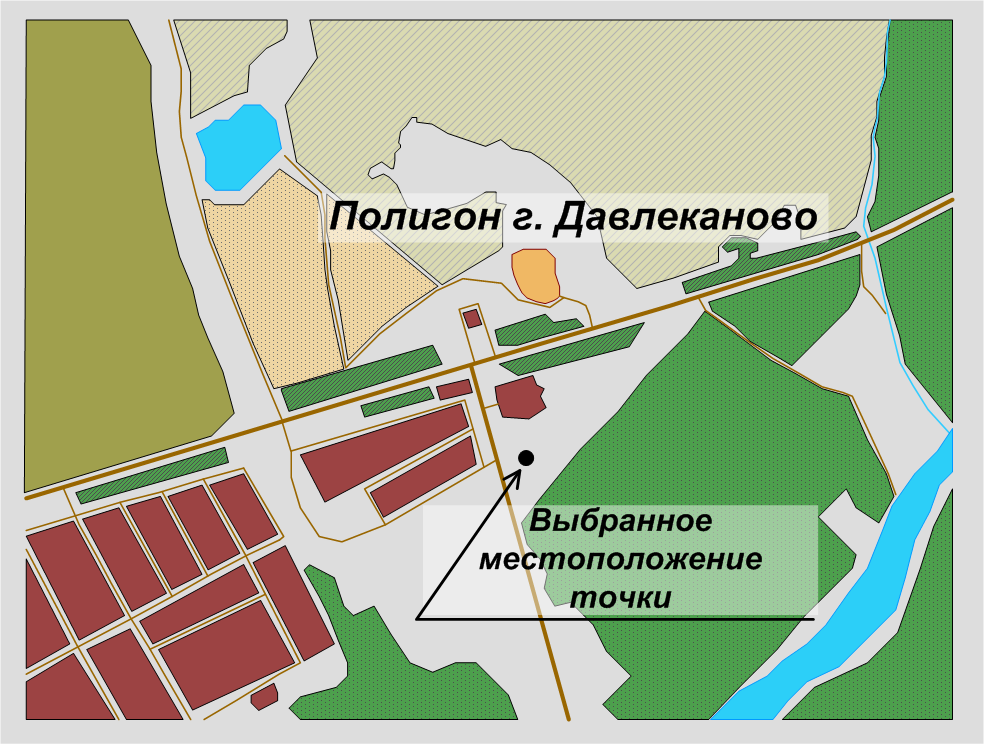 Полигон г. Давлеканово
Выбранное
местоположение
точки